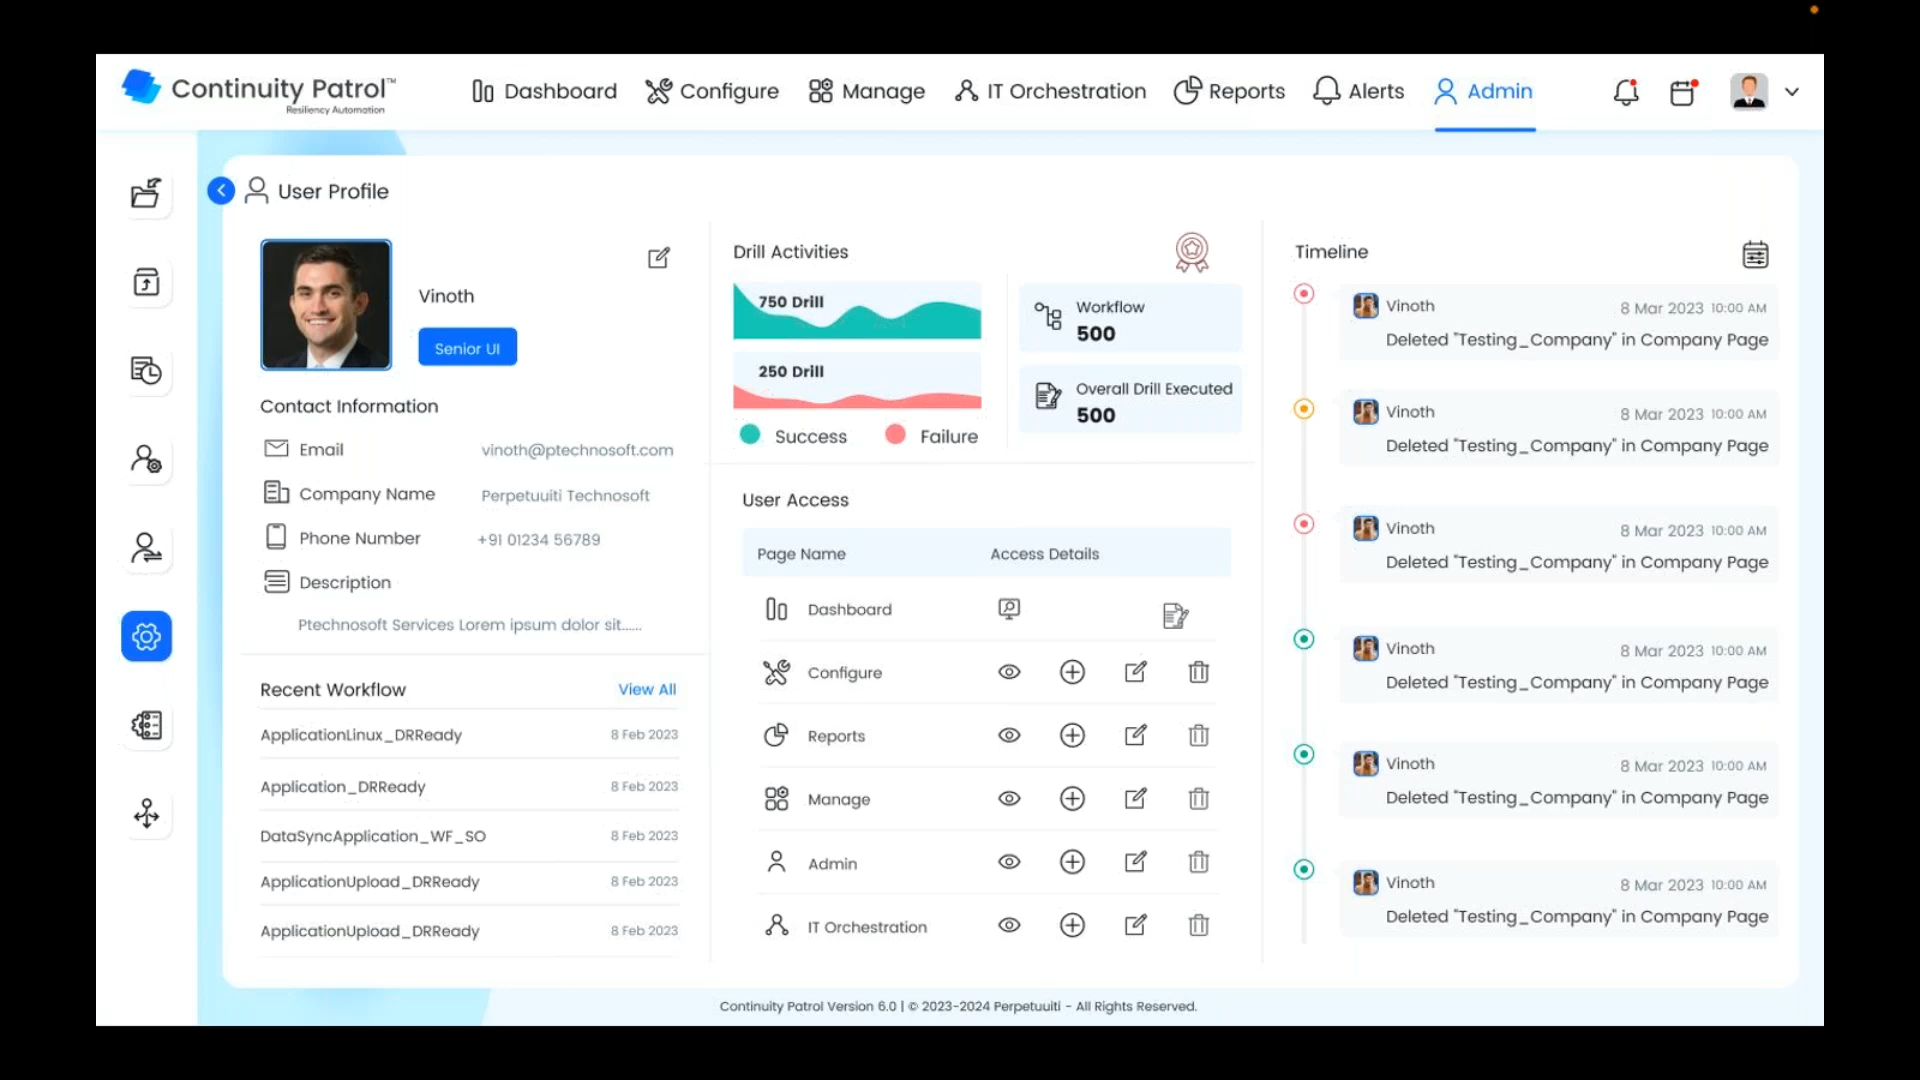 Continuity Patrol™
Resiliency Automation
Dashboard
Configure
Manage
IT Orchestration
Reports
Alerts
Admin
User Profile
Vinoth
Senior UI
Contact Information
Email vinoth@ptechnosoft.com
Company Name Perpetuuiti Technosoft
Phone Number +91 01234 56789
Description
Ptechnosoft Services Lorem ipsum dolor sit......
Recent Workflow View All
ApplicationLinux_DRReady 8 Feb 2023
Application_DRReady 8 Feb 2023
DataSyncApplication_WF_SO 8 Feb 2023
ApplicationUpload_DRReady 8 Feb 2023
ApplicationUpload_DRReady 8 Feb 2023
Drill Activities
750 Drill
250 Drill
Success Failure
Workflow
500
Overall Drill Executed
500
User Access
Page Name Access Details
Dashboard
Configure
Reports
Manage
Admin
IT Orchestration
Timeline
Vinoth 8 Mar 2023 10:00 AM
Deleted "Testing_Company" in Company Page
Vinoth 8 Mar 2023 10:00 AM
Deleted "Testing_Company" in Company Page
Vinoth 8 Mar 2023 10:00 AM
Deleted "Testing_Company" in Company Page
Vinoth 8 Mar 2023 10:00 AM
Deleted "Testing_Company" in Company Page
Vinoth 8 Mar 2023 10:00 AM
Deleted "Testing_Company" in Company Page
Vinoth 8 Mar 2023 10:00 AM
Deleted "Testing_Company" in Company Page
Continuity Patrol Version 6.0 | © 2023-2024 Perpetuuiti - All Rights Reserved.